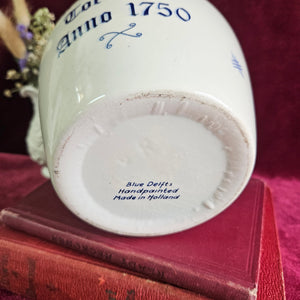 Anno 1750
Blue Delfts
Handpainted
Made in Holland